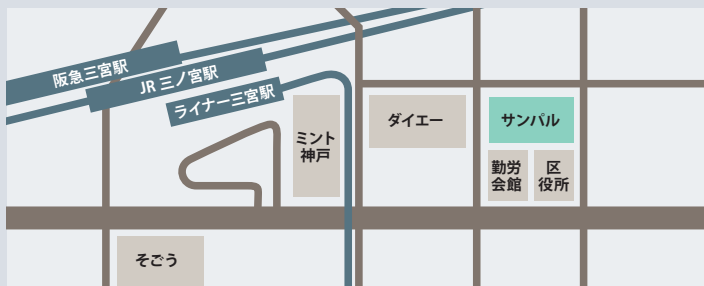 阪急三宮駅
JR 三ノ宮駅
ライナー三宮駅
ミント
神戸
ダイエー
サンパル
勤労
会館
区
役所
そごう